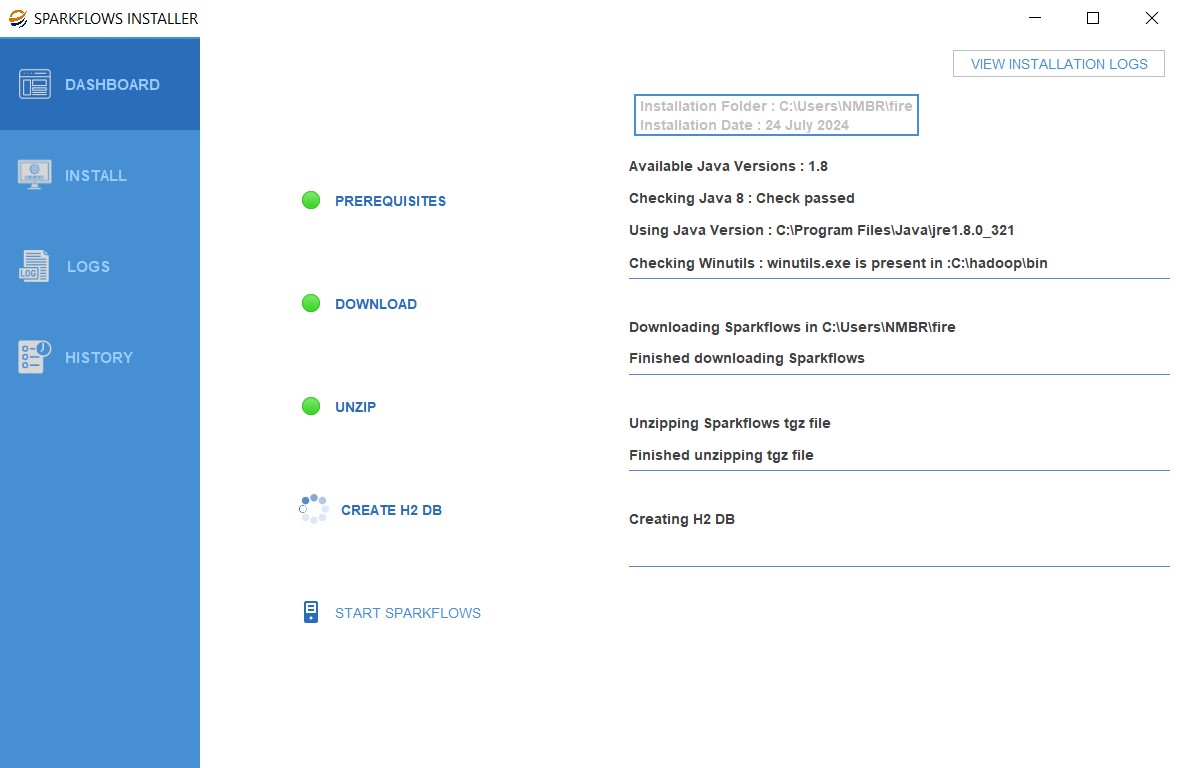 SPARKFLOWS INSTALLER
VIEW INSTALLATION LOGS
DASHBOARD
INSTALL
LOG
LOGS
HISTORY
Installation Folder : C:\Users\NMBR\fire
Installation Date : 24 July 2024
PREREQUISITES
Available Java Versions : 1.8
Checking Java 8 : Check passed
Using Java Version : C:\Program Files\Java\jre1.8.0_321
Checking Winutils : winutils.exe is present in :C:\hadoop\bin
DOWNLOAD
Downloading Sparkflows in C:\Users\NMBR\fire
Finished downloading Sparkflows
UNZIP
Unzipping Sparkflows tgz file
Finished unzipping tgz file
CREATE H2 DB
Creating H2 DB
START SPARKFLOWS